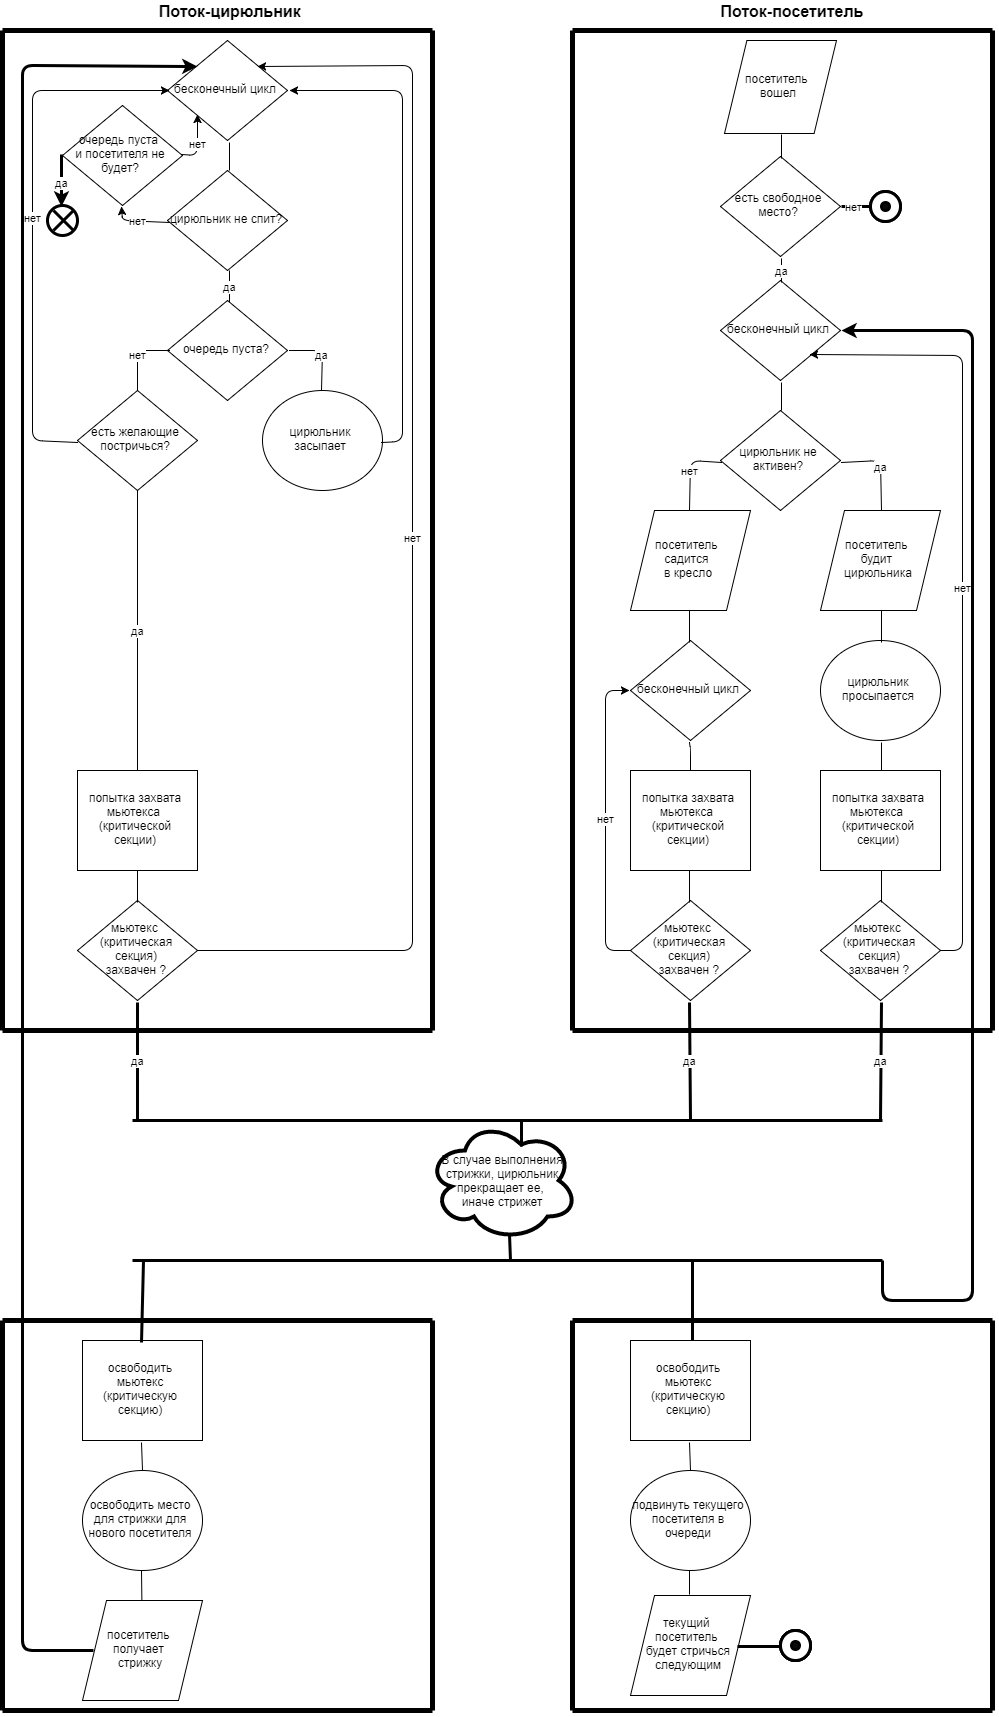 Поток-цирюльник
бесконечный цикл
очередь пуста
и посетителя не
будет?
нет
да
нет
цирюльник не спит?
нет
да
очередь пуста?
нет
да
есть желающие
постричься?
цирюльник
засыпает
нет
да
попытка захвата
мьютекса
(критической
секции)
мьютекс
(критическая
секция)
захвачен ?
да
Поток-посетитель
посетитель
вошел
есть свободное
место?
нет
да
бесконечный цикл
цирюльник не
активен?
нет
да
посетитель
садится
в кресло
посетитель
будит
цирюльника
нет
бесконечный цикл
цирюльник
просыпается
нет
попытка захвата
мьютекса
(критической
секции)
попытка захвата
мьютекса
(критической
секции)
мьютекс
(критическая
секция)
захвачен ?
мьютекс
(критическая
секция)
захвачен ?
да
да
В случае выполнения
стрижки, цирюльник
прекращает ее,
иначе стрижет
освободить
мьютекс
(критическую
секцию)
освободить место
для стрижки для
нового посетителя
посетитель
получает
стрижку
освободить
мьютекс
(критическую
секцию)
подвинуть текущего
посетителя в
очереди
текущий
посетитель
будет стричься
следующим